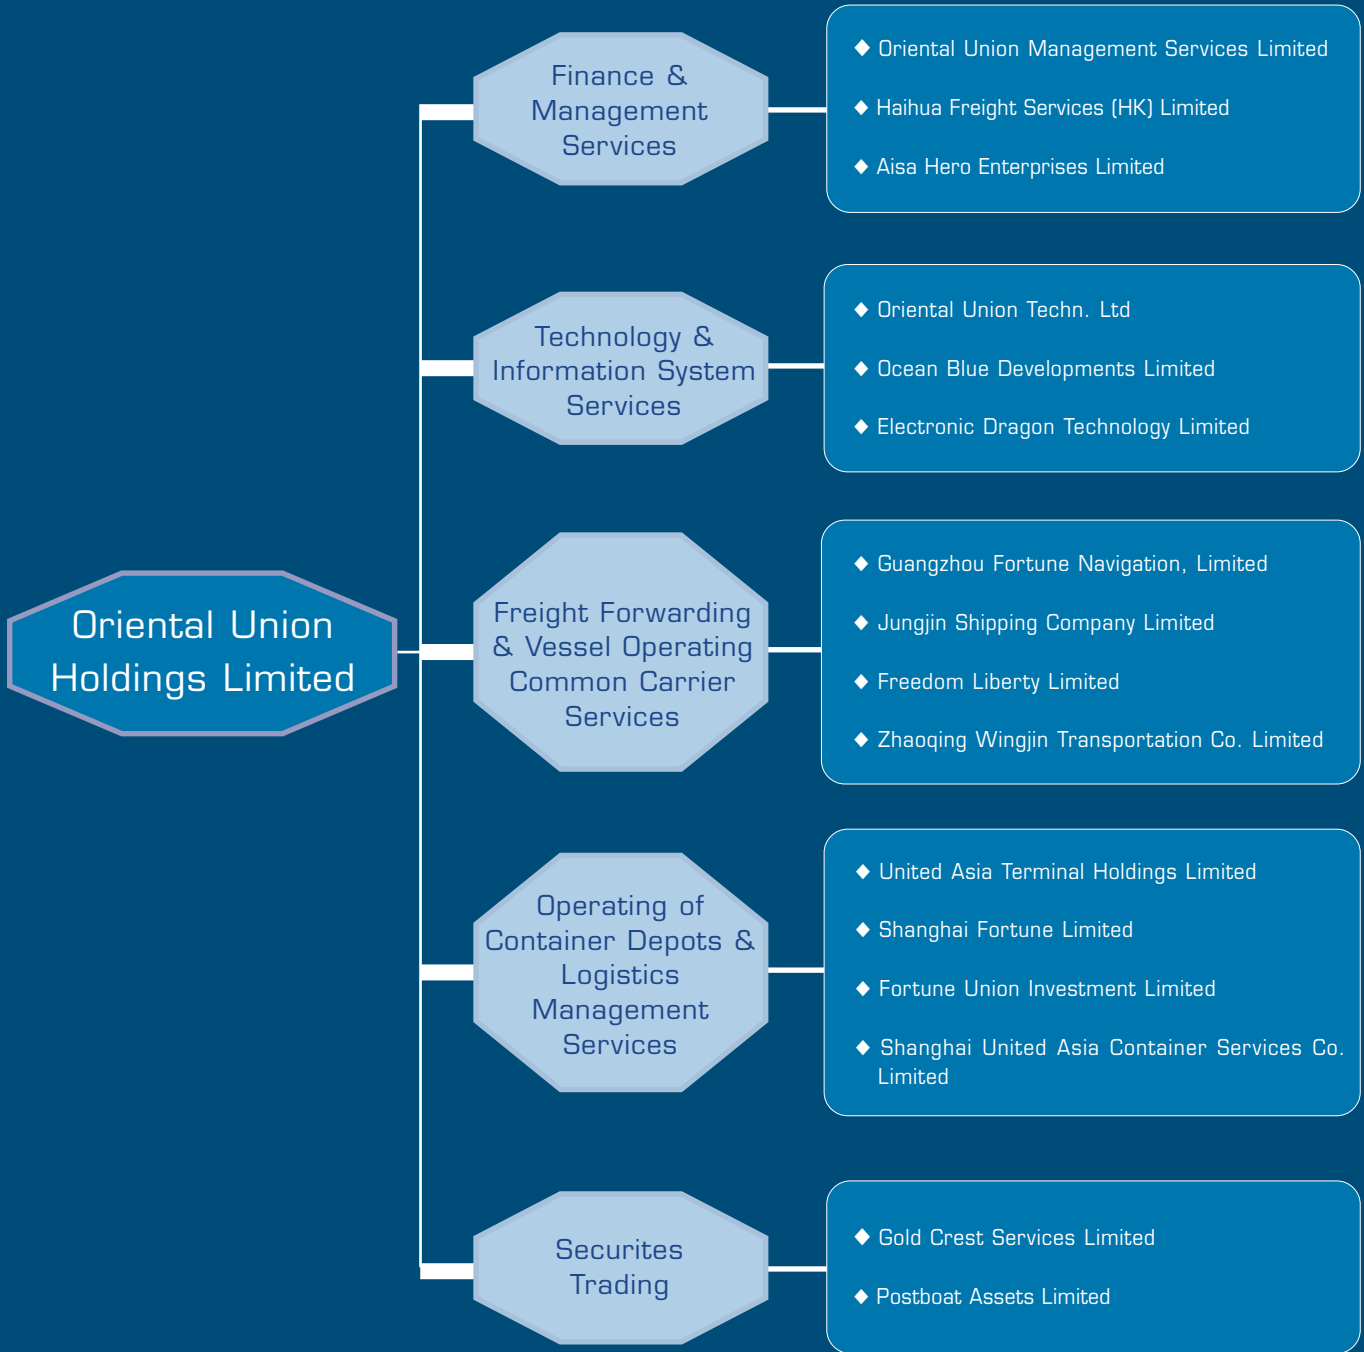 Oriental Union
Holdings Limited
Finance &
Management
Services
◆ Oriental Union Management Services Limited
◆ Haihua Freight Services (HK) Limited
◆ Aisa Hero Enterprises Limited
Technology &
Information System
Services
◆ Oriental Union Techn. Ltd
◆ Ocean Blue Developments Limited
◆ Electronic Dragon Technology Limited
Freight Forwarding
& Vessel Operating
Common Carrier
Services
◆ Guangzhou Fortune Navigation, Limited
◆ Jungjin Shipping Company Limited
◆ Freedom Liberty Limited
◆ Zhaoqing Wingjin Transportation Co. Limited
Operating of
Container Depots &
Logistics
Management
Services
◆ United Asia Terminal Holdings Limited
◆ Shanghai Fortune Limited
◆ Fortune Union Investment Limited
◆ Shanghai United Asia Container Services Co.
Limited
Securites
Trading
◆ Gold Crest Services Limited
◆ Postboat Assets Limited